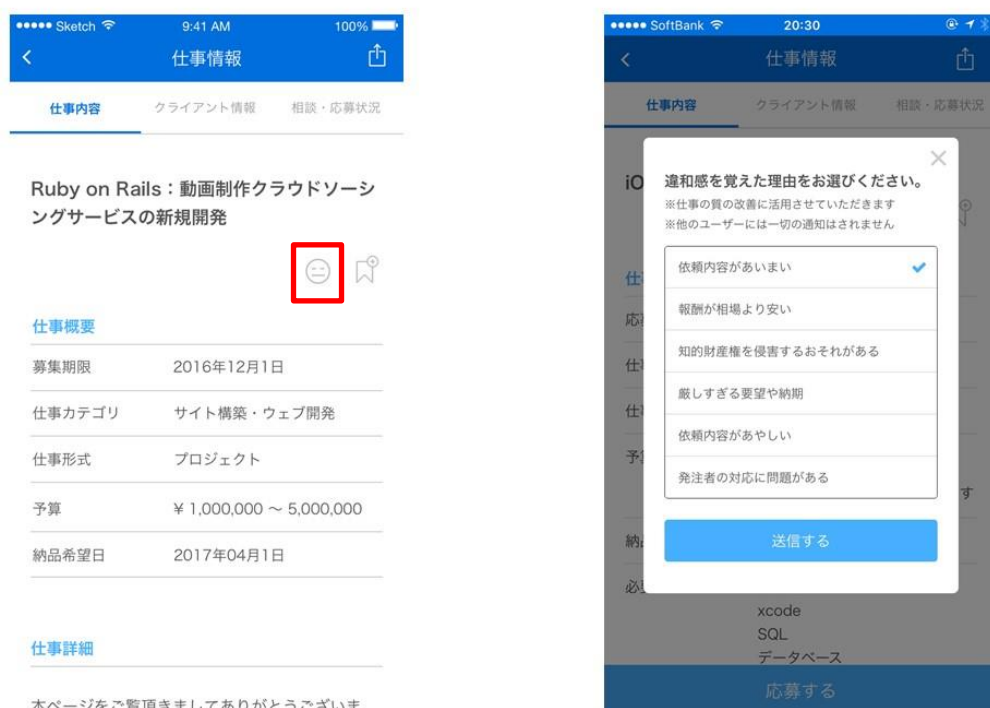 Sketch 9:41 AM 100%
仕事情報
仕事内容 クライアント情報 相談・応募状況
Ruby on Rails：動画制作クラウドソーシ
ングサービスの新規開発
仕事概要
募集期限 2016年12月1日
仕事カテゴリ サイト構築・ウェブ開発
仕事形式 プロジェクト
予算 ¥ 1,000,000 〜 5,000,000
納品希望日 2017年04月1日
仕事詳細
本ページをご覧頂きましてありがとうございま
SoftBank 20:30
仕事情報
仕事内容 クライアント情報 相談・応募状況
iO
違和感を覚えた理由をお選びください。
※仕事の質の改善に活用させていただきます
※他のユーザーには一切の通知はされません
依頼内容があいまい
報酬が相場より安い
知的財産権を侵害するおそれがある
厳しすぎる要望や納期
依頼内容があやしい
発注者の対応に問題がある
送信する
仕
応
仕
仕
予
す
納
必
xcode
SQL
データベース
応募する